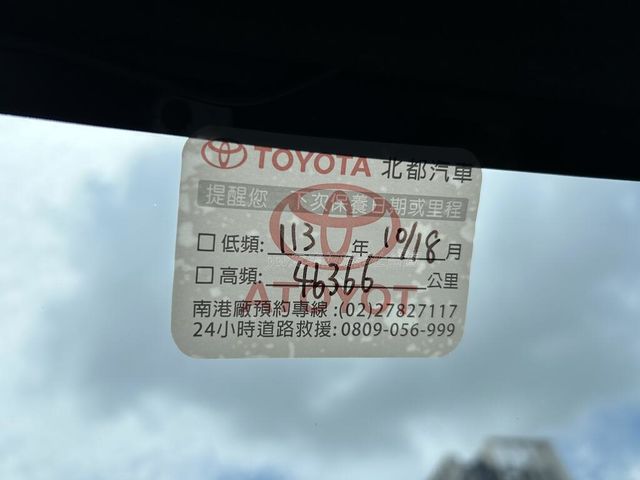 TOYOTA 北都汽車
提醒您 下次保養日期或里程
低頻: 113 年 10/18 月
高頻: 46366 公里
南港廠預約專線:(02)27827117
24小時道路救援:0809-056-999